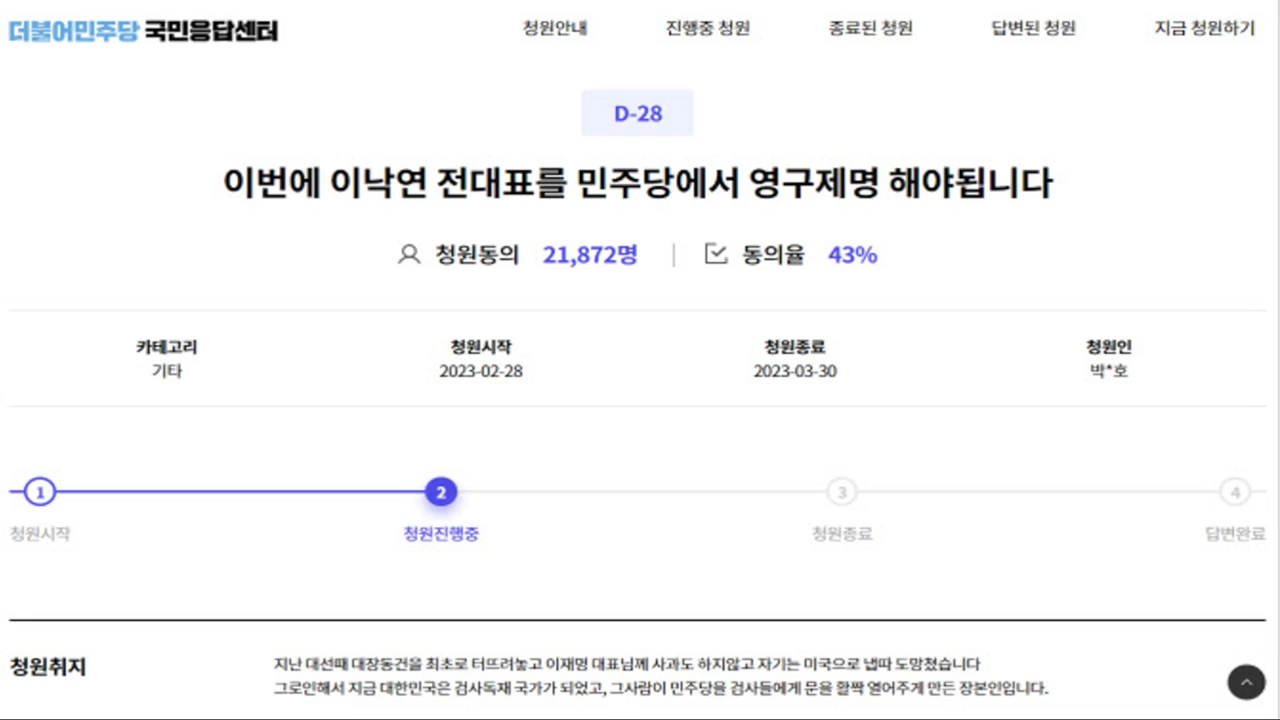 더불어민주당 국민응답센터
청원안내 진행중 청원 종료된 청원 답변된 청원 지금 청원하기
D-28
이번에 이낙연 전대표를 민주당에서 영구제명 해야됩니다
청원동의 21,872명 동의율 43%
카테고리 청원시작 청원종료 청원인
기타 2023-02-28 2023-03-30 박*호
1 2 3 4
청원시작 청원진행중 청원종료 답변완료
청원취지 지난 대선때 대장동건을 최초로 터뜨려놓고 이재명 대표님께 사과도 하지않고 자기는 미국으로 냅따 도망쳤습니다
그로인해서 지금 대한민국은 검사독재 국가가 되었고, 그사람이 민주당을 검사들에게 문을 활짝 열어주게 만든 장본인입니다.